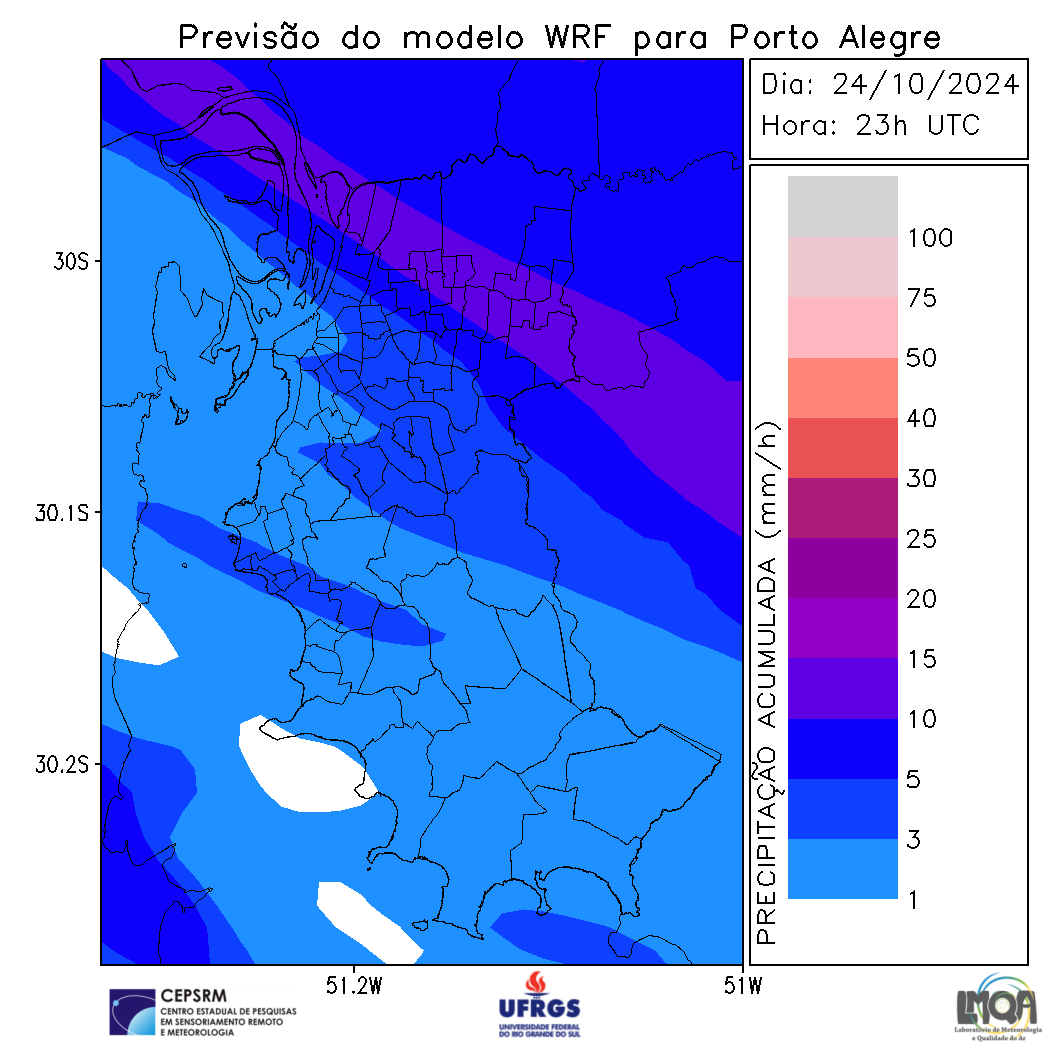 Previsão do modelo WRF para Porto Alegre
Dia: 24/10/2024
Hora: 23h UTC
30S
30.1S
30.2S
51.2W
51W
PRECIPITAÇÃO ACUMULADA (mm/h)
100
75
50
40
30
25
20
15
10
5
3
1
CEPSRM
CENTRO ESTADUAL DE PESQUISAS
EM SENSORIAMENTO REMOTO
E METEOROLOGIA
UFRGS
UNIVERSIDADE FEDERAL
DO RIO GRANDE DO SUL
LMQA
Laboratório de Meteorologia
e Qualidade do Ar